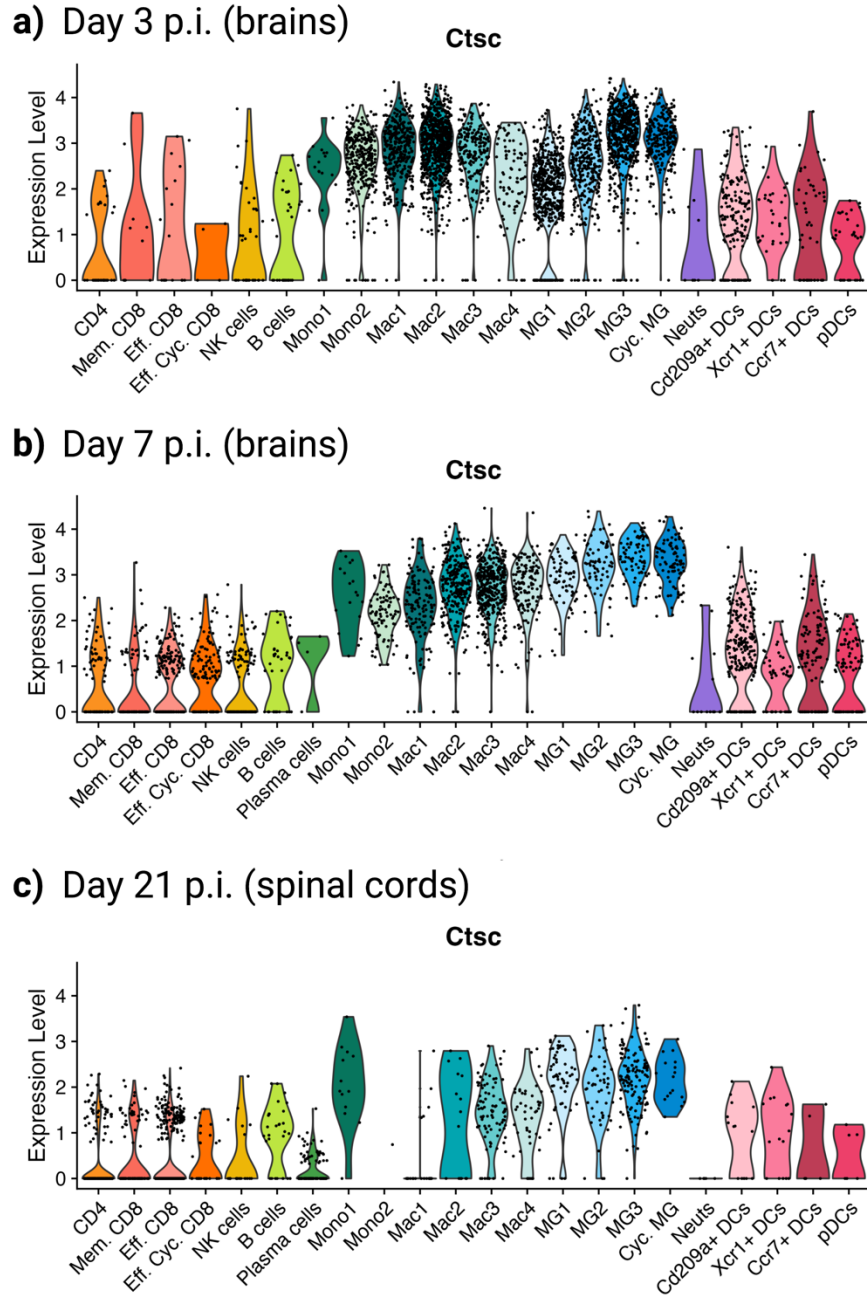 a) Day 3 p.i. (brains)
Ctsc
Expression Level
4
3
2
1
0
CD4
Mem. CD8
Eff. CD8
Eff. Cyc. CD8
NK cells
B cells
Mono1
Mono2
Mac1
Mac2
Mac3
Mac4
MG1
MG2
MG3
Cyc. MG
Neuts
Cd209a+ DCs
Xcr1+ DCs
Ccr7+ DCs
pDCs
b) Day 7 p.i. (brains)
Ctsc
Expression Level
4
3
2
1
0
CD4
Mem. CD8
Eff. CD8
Eff. Cyc. CD8
NK cells
B cells
Plasma cells
Mono1
Mono2
Mac1
Mac2
Mac3
Mac4
MG1
MG2
MG3
Cyc. MG
Neuts
Cd209a+ DCs
Xcr1+ DCs
Ccr7+ DCs
pDCs
c) Day 21 p.i. (spinal cords)
Ctsc
Expression Level
4
3
2
1
0
CD4
Mem. CD8
Eff. CD8
Eff. Cyc. CD8
NK cells
B cells
Plasma cells
Mono1
Mono2
Mac1
Mac2
Mac3
Mac4
MG1
MG2
MG3
Cyc. MG
Neuts
Cd209a+ DCs
Xcr1+ DCs
Ccr7+ DCs
pDCs